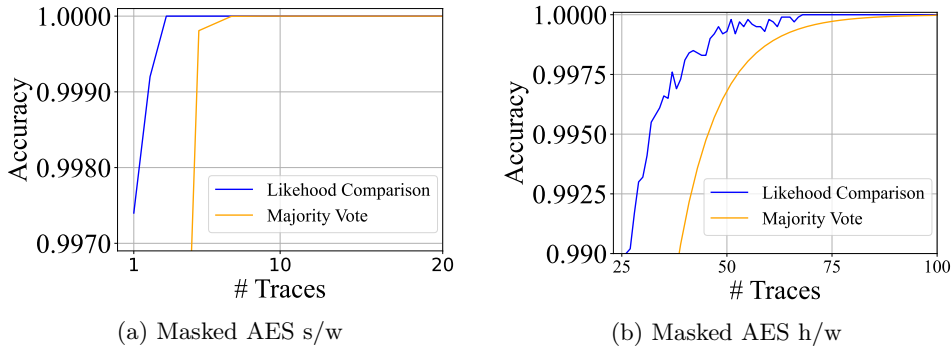 1.0000
0.9990
0.9980
0.9970
Accuracy
Likehood Comparison
Majority Vote
1
10
20
# Traces
(a) Masked AES s/w
1.0000
0.9975
0.9950
0.9925
0.990
Accuracy
Likehood Comparison
Majority Vote
25
50
75
100
# Traces
(b) Masked AES h/w